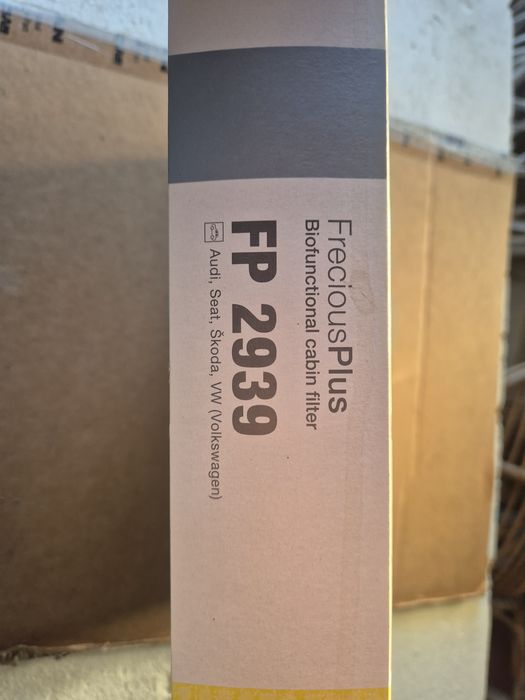 FreciousPlus
Biofunctional cabin filter
FP 2939
Audi, Seat, Škoda, VW (Volkswagen)